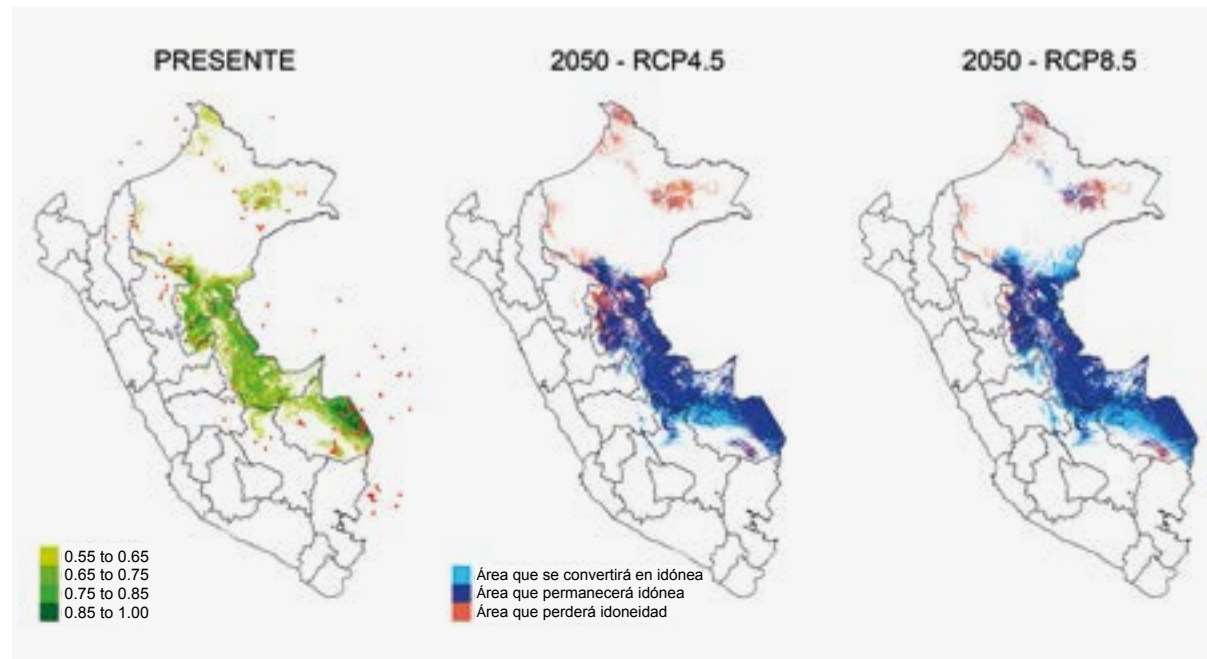 PRESENTE
2050 - RCP4.5
2050 - RCP8.5
0.55 to 0.65
0.65 to 0.75
0.75 to 0.85
0.85 to 1.00
Área que se convertirá en idónea
Área que permanecerá idónea
Área que perderá idoneidad